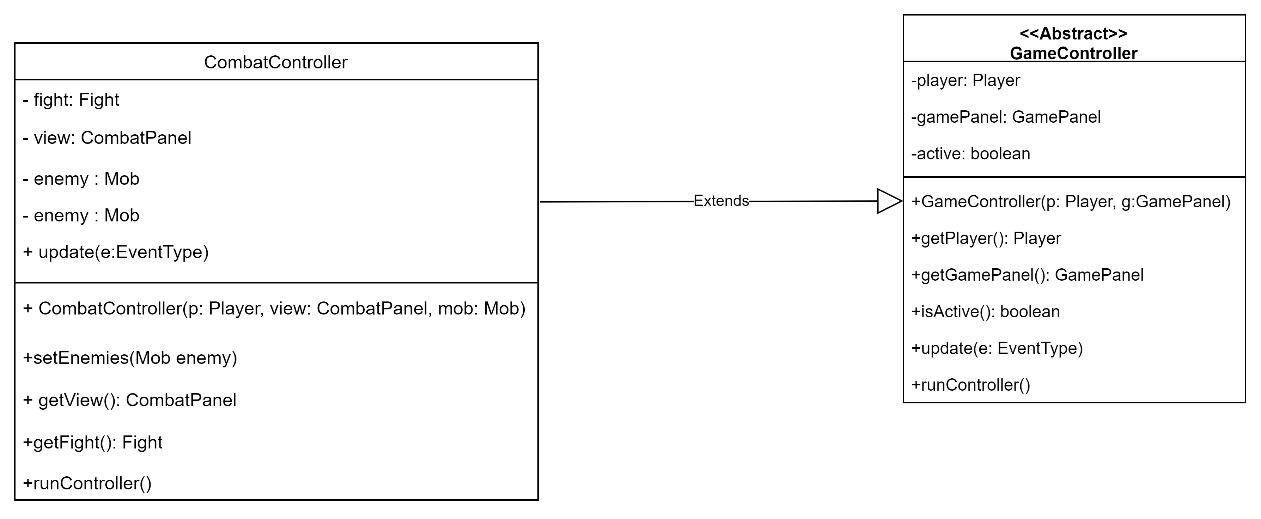 CombatController
- fight: Fight
- view: CombatPanel
- enemy : Mob
- enemy : Mob
+ update(e:EventType)
+ CombatController(p: Player, view: CombatPanel, mob: Mob)
+setEnemies(Mob enemy)
+ getView(): CombatPanel
+getFight(): Fight
+runController()
Extends
<<Abstract>>
GameController
-player: Player
-gamePanel: GamePanel
-active: boolean
+GameController(p: Player, g:GamePanel)
+getPlayer(): Player
+getGamePanel(): GamePanel
+isActive(): boolean
+update(e: EventType)
+runController()